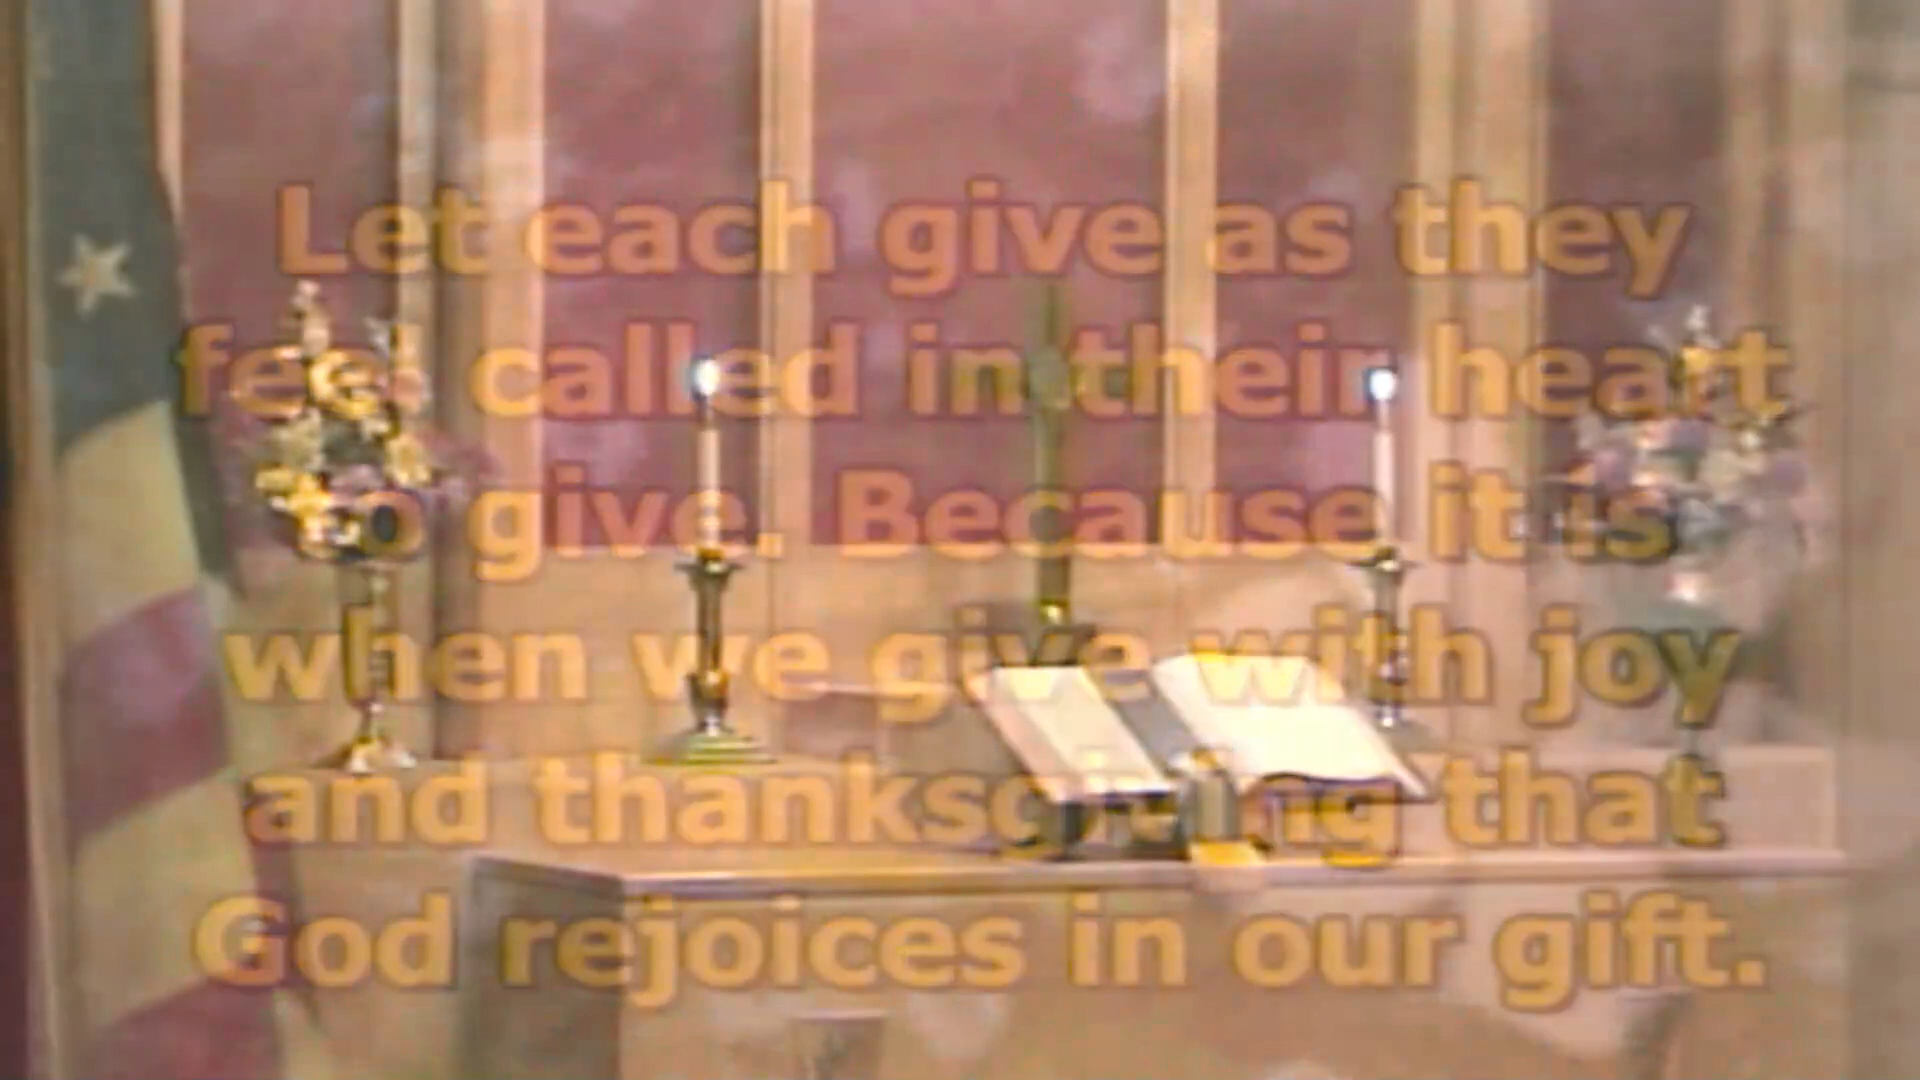 Let each give as they
feel called in their heart
to give. Because it is
when we give with joy
and thanksgiving that
God rejoices in our gift.